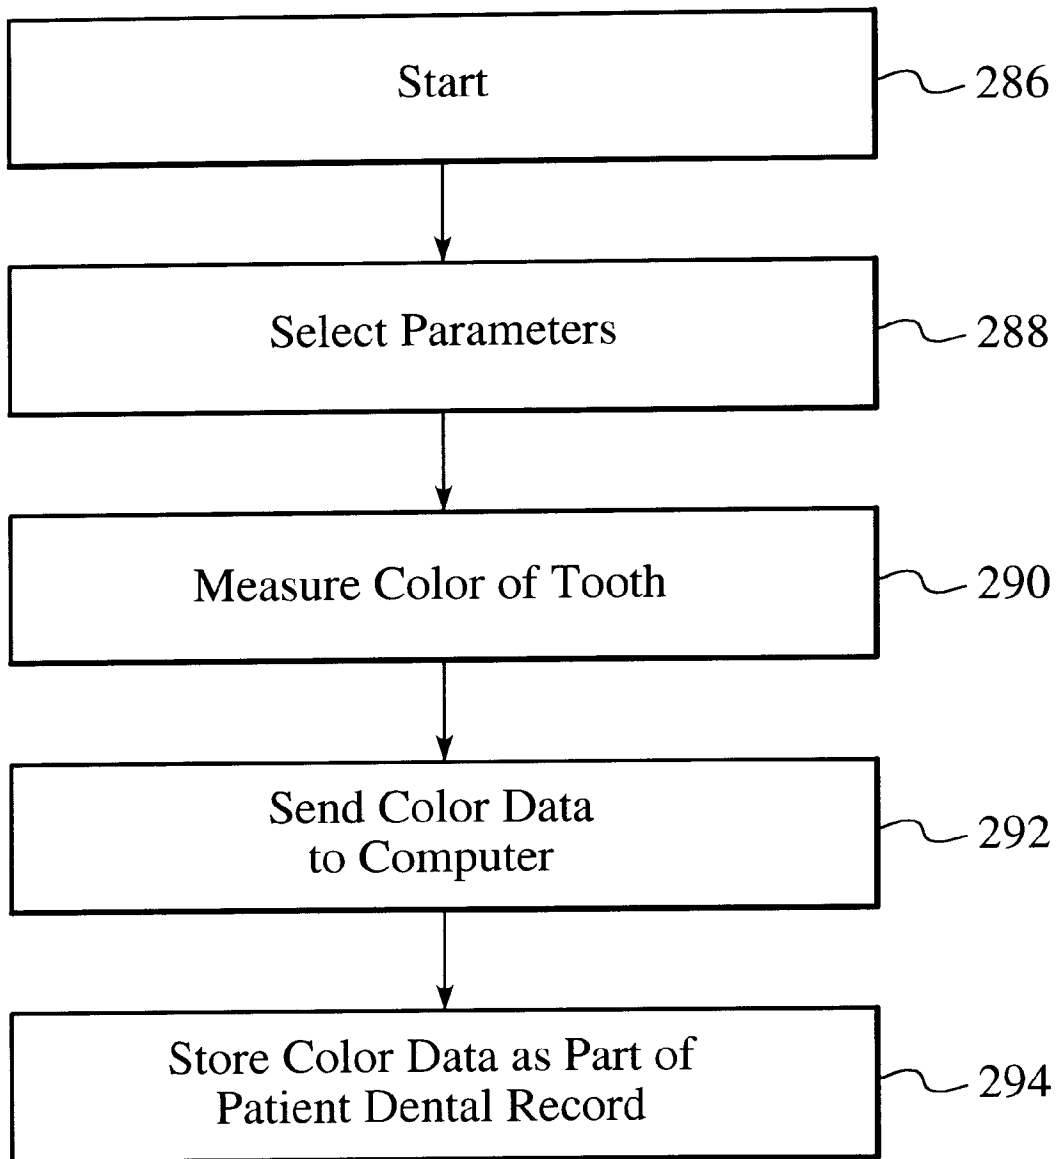 Start
286
Select Parameters
288
Measure Color of Tooth
290
Send Color Data
to Computer
292
Store Color Data as Part of
Patient Dental Record
294